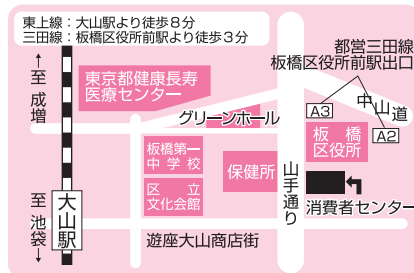 東上線：大山駅より徒歩８分
三田線：板橋区役所前駅より徒歩３分
都営三田線
板橋区役所前駅出口
←至 成増
東京都健康長寿
医療センター
グリーンホール
A3
中山道
A2
板橋
区役所
板橋第一
中学校
保健所
山手通り
区立
文化会館
消費者センター
大山駅
至 池袋→
遊座大山商店街